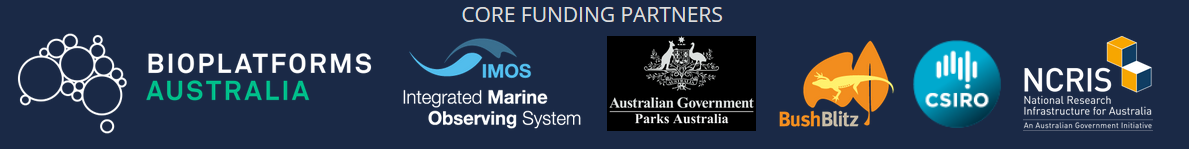 CORE FUNDING PARTNERS
BIOPLATFORMS
AUSTRALIA
IMOS
Integrated Marine
Observing System
Australian Government
Parks Australia
BushBlitz
CSIRO
NCRIS
National Research
Infrastructure for Australia
An Australian Government Initiative